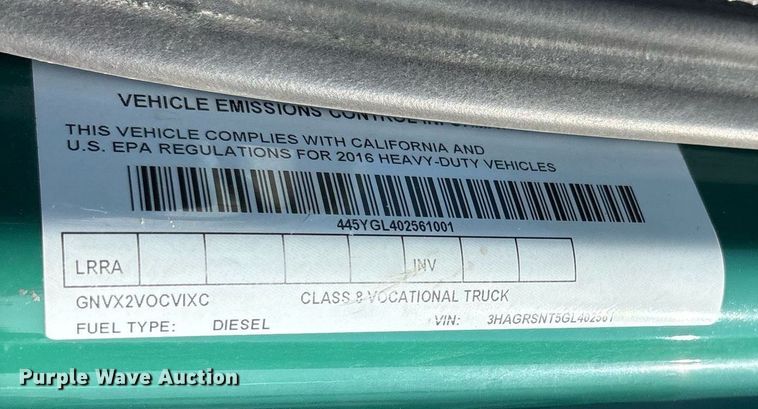 VEHICLE EMISSIONS CONTROL
THIS VEHICLE COMPLIES WITH CALIFORNIA AND
U.S. EPA REGULATIONS FOR 2016 HEAVY-DUTY VEHICLES
445YGL402561001
LRRA INV
GNVX2VOCVIXC CLASS 8 VOCATIONAL TRUCK
FUEL TYPE: DIESEL VIN: 3HAGRSNT5GL402561
Purple Wave Auction